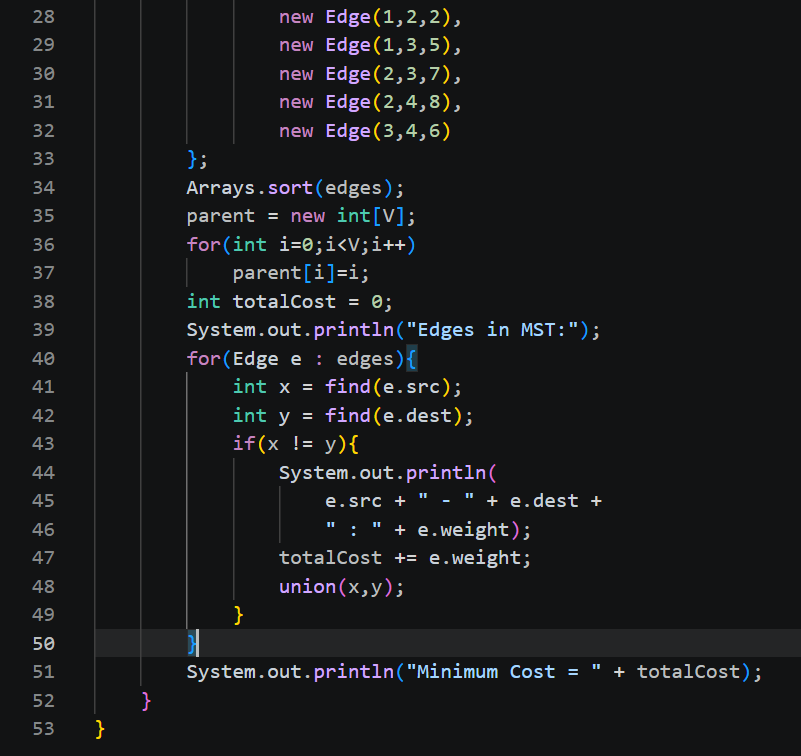 28 new Edge(1,2,2),
29 new Edge(1,3,5),
30 new Edge(2,3,7),
31 new Edge(2,4,8),
32 new Edge(3,4,6)
33 };
34 Arrays.sort(edges);
35 parent = new int[V];
36 for(int i=0;i<V;i++)
37 parent[i]=i;
38 int totalCost = 0;
39 System.out.println("Edges in MST:");
40 for(Edge e : edges){
41 int x = find(e.src);
42 int y = find(e.dest);
43 if(x != y){
44 System.out.println(
45 e.src + " - " + e.dest +
46 " : " + e.weight);
47 totalCost += e.weight;
48 union(x,y);
49 }
50 }
51 System.out.println("Minimum Cost = " + totalCost);
52 }
53 }